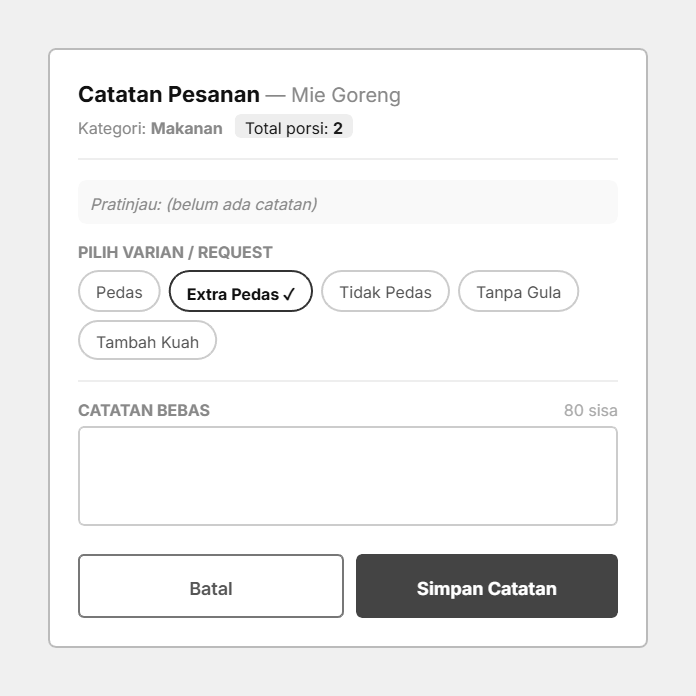 Catatan Pesanan — Mie Goreng
Kategori: Makanan Total porsi: 2
Pratinjau: (belum ada catatan)
PILIH VARIAN / REQUEST
Pedas Extra Pedas ✓ Tidak Pedas Tanpa Gula
Tambah Kuah
CATATAN BEBAS 80 sisa
Batal Simpan Catatan